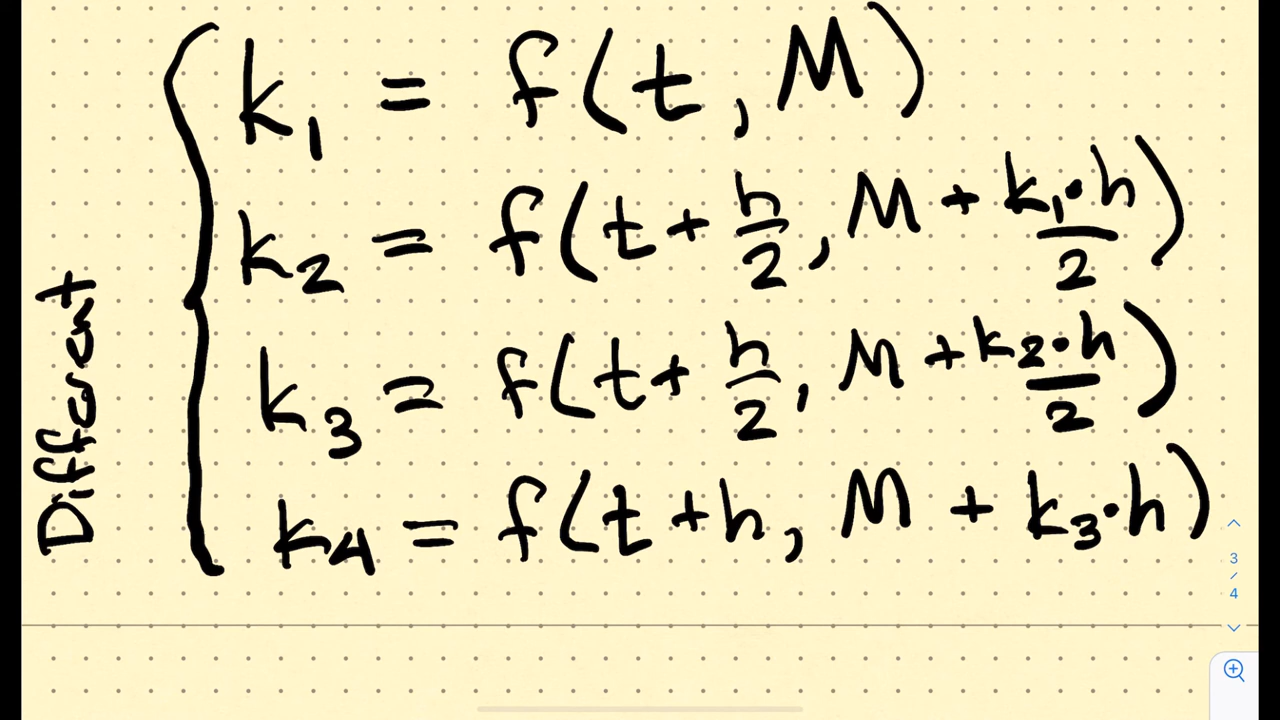 Different
k₁ = f(t, M)
k₂ = f(t + h/2, M + k₁·h/2)
k₃ = f(t + h/2, M + k₂·h/2)
k₄ = f(t + h, M + k₃·h)
3
/
4